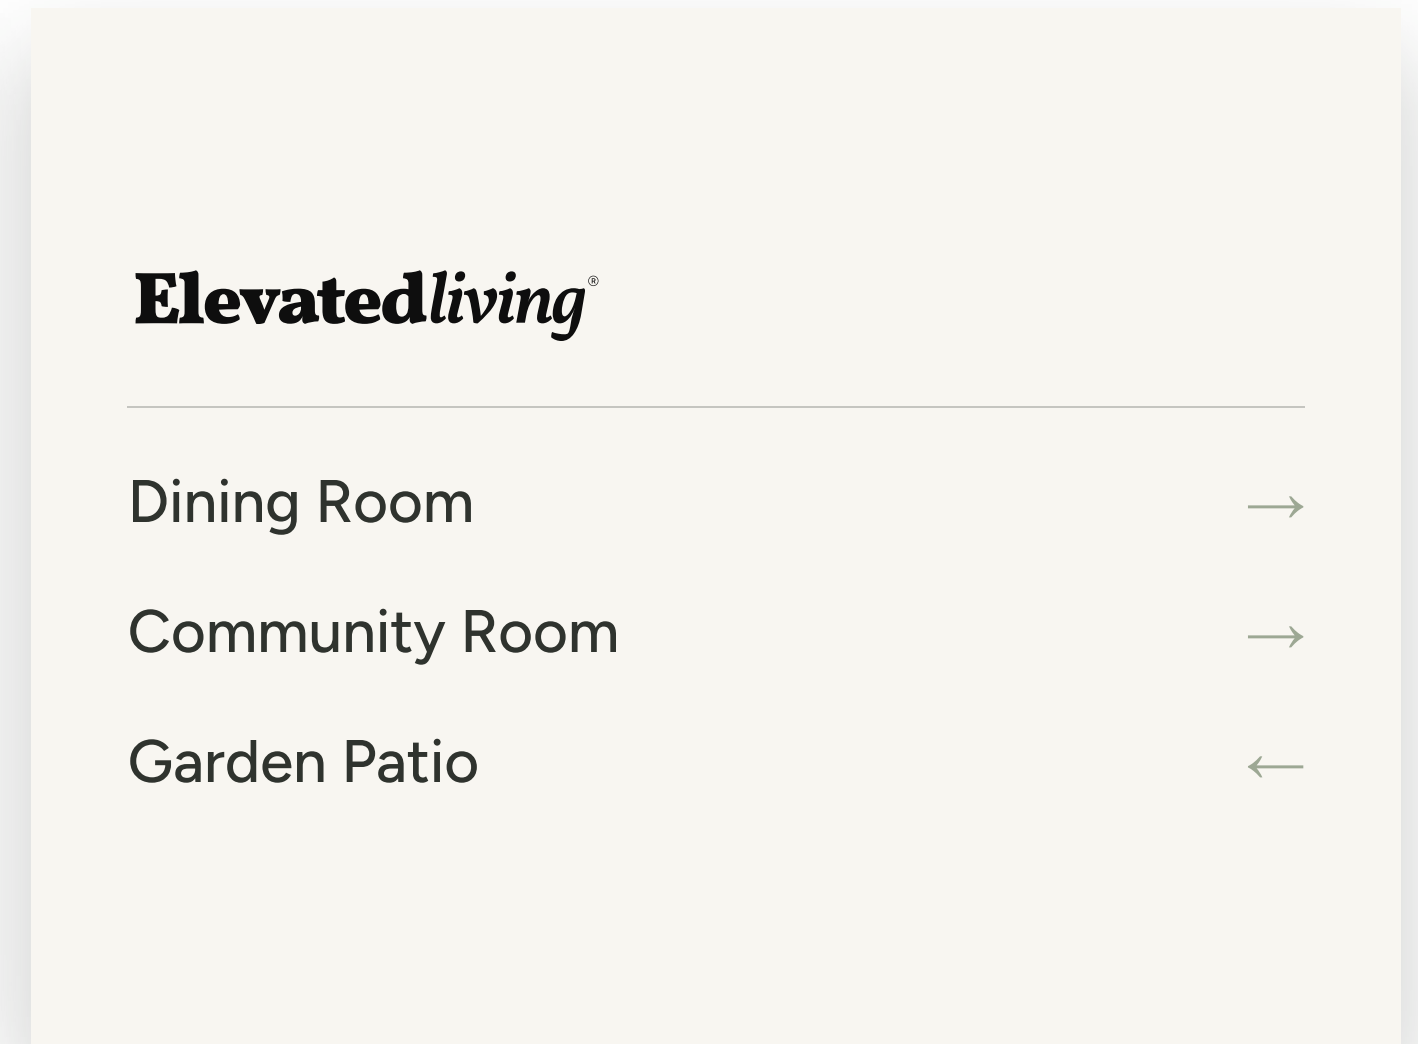 Elevatedliving®
Dining Room →
Community Room →
Garden Patio ←